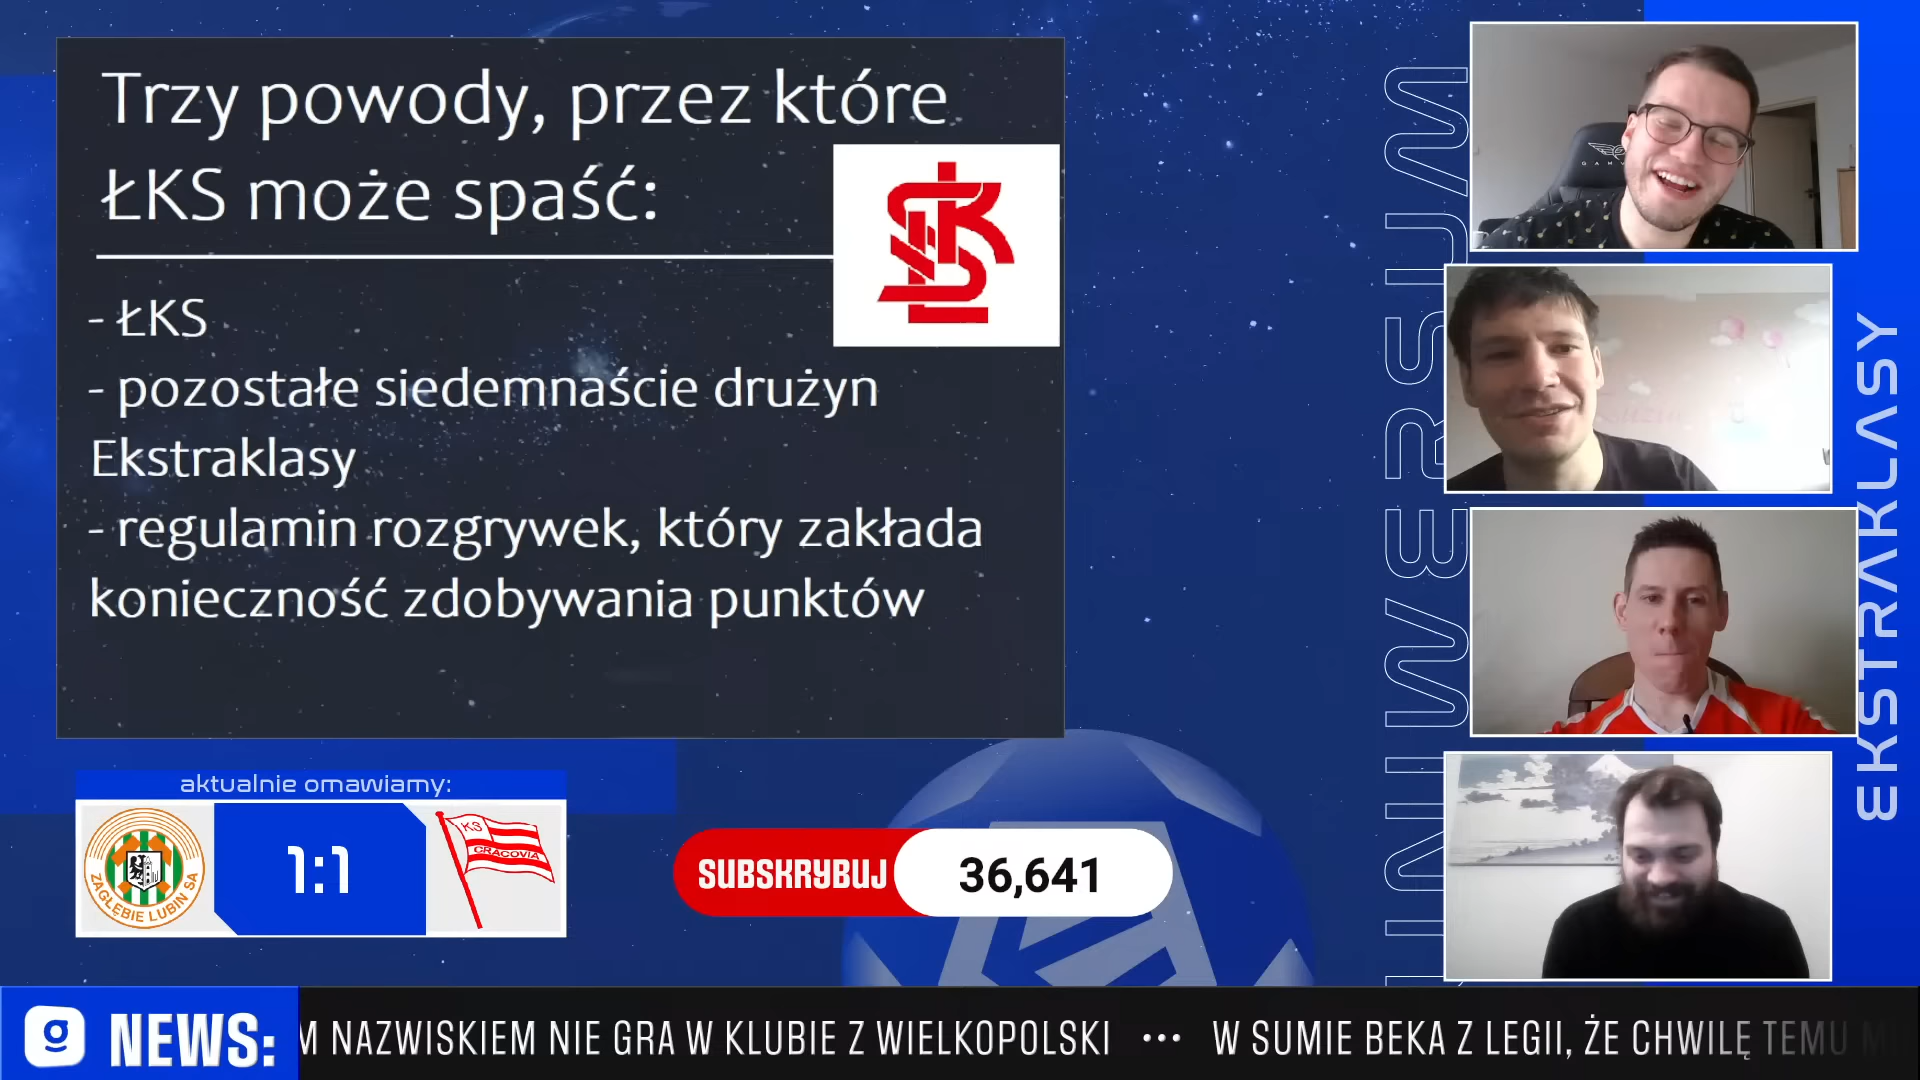 Trzy powody, przez które
ŁKS może spaść:
- ŁKS
- pozostałe siedemnaście drużyn
Ekstraklasy
- regulamin rozgrywek, który zakłada
konieczność zdobywania punktów
aktualnie omawiamy:
ZAGŁĘBIE LUBIN SA
1:1
KS
CRACOVIA
SUBSKRYBUJ
36,641
UNIWERSUM
EKSTRAKLASY
g NEWS:
M NAZWISKIEM NIE GRA W KLUBIE Z WIELKOPOLSKI ••• W SUMIE BEKA Z LEGII, ŻE CHWILĘ TEMU